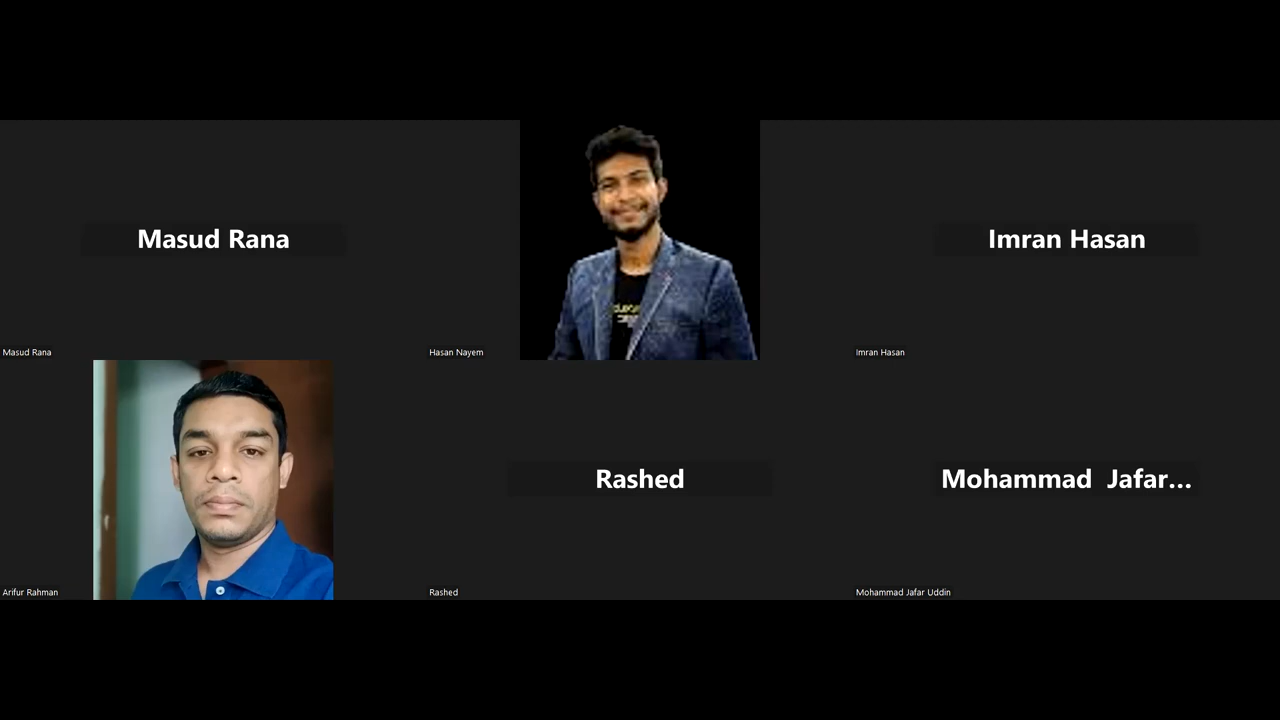 Masud Rana
Imran Hasan
Masud Rana
Hasan Nayem
Imran Hasan
Rashed
Mohammad Jafar...
Arifur Rahman
Rashed
Mohammad Jafar Uddin